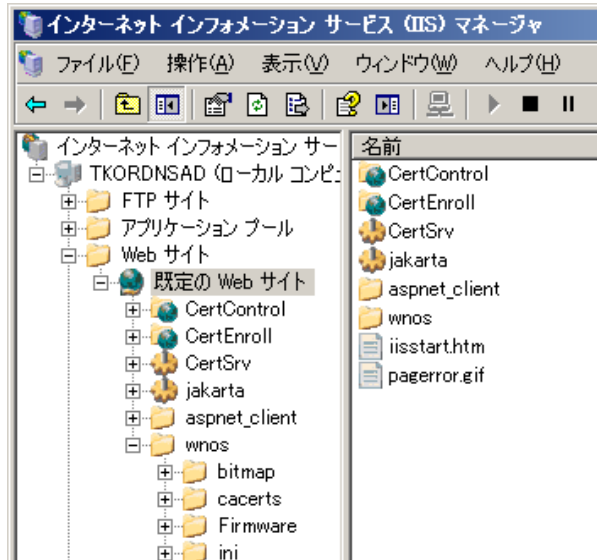 インターネット インフォメーション サービス (IIS) マネージャ
ファイル(F) 操作(A) 表示(V) ウィンドウ(W) ヘルプ(H)
インターネット インフォメーション サー
TKORDNSAD (ローカル コンピュ
FTP サイト
アプリケーション プール
Web サイト
既定の Web サイト
CertControl
CertEnroll
CertSrv
jakarta
aspnet_client
wnos
bitmap
cacerts
Firmware
ini
名前
CertControl
CertEnroll
CertSrv
jakarta
aspnet_client
wnos
iisstart.htm
pagerror.gif